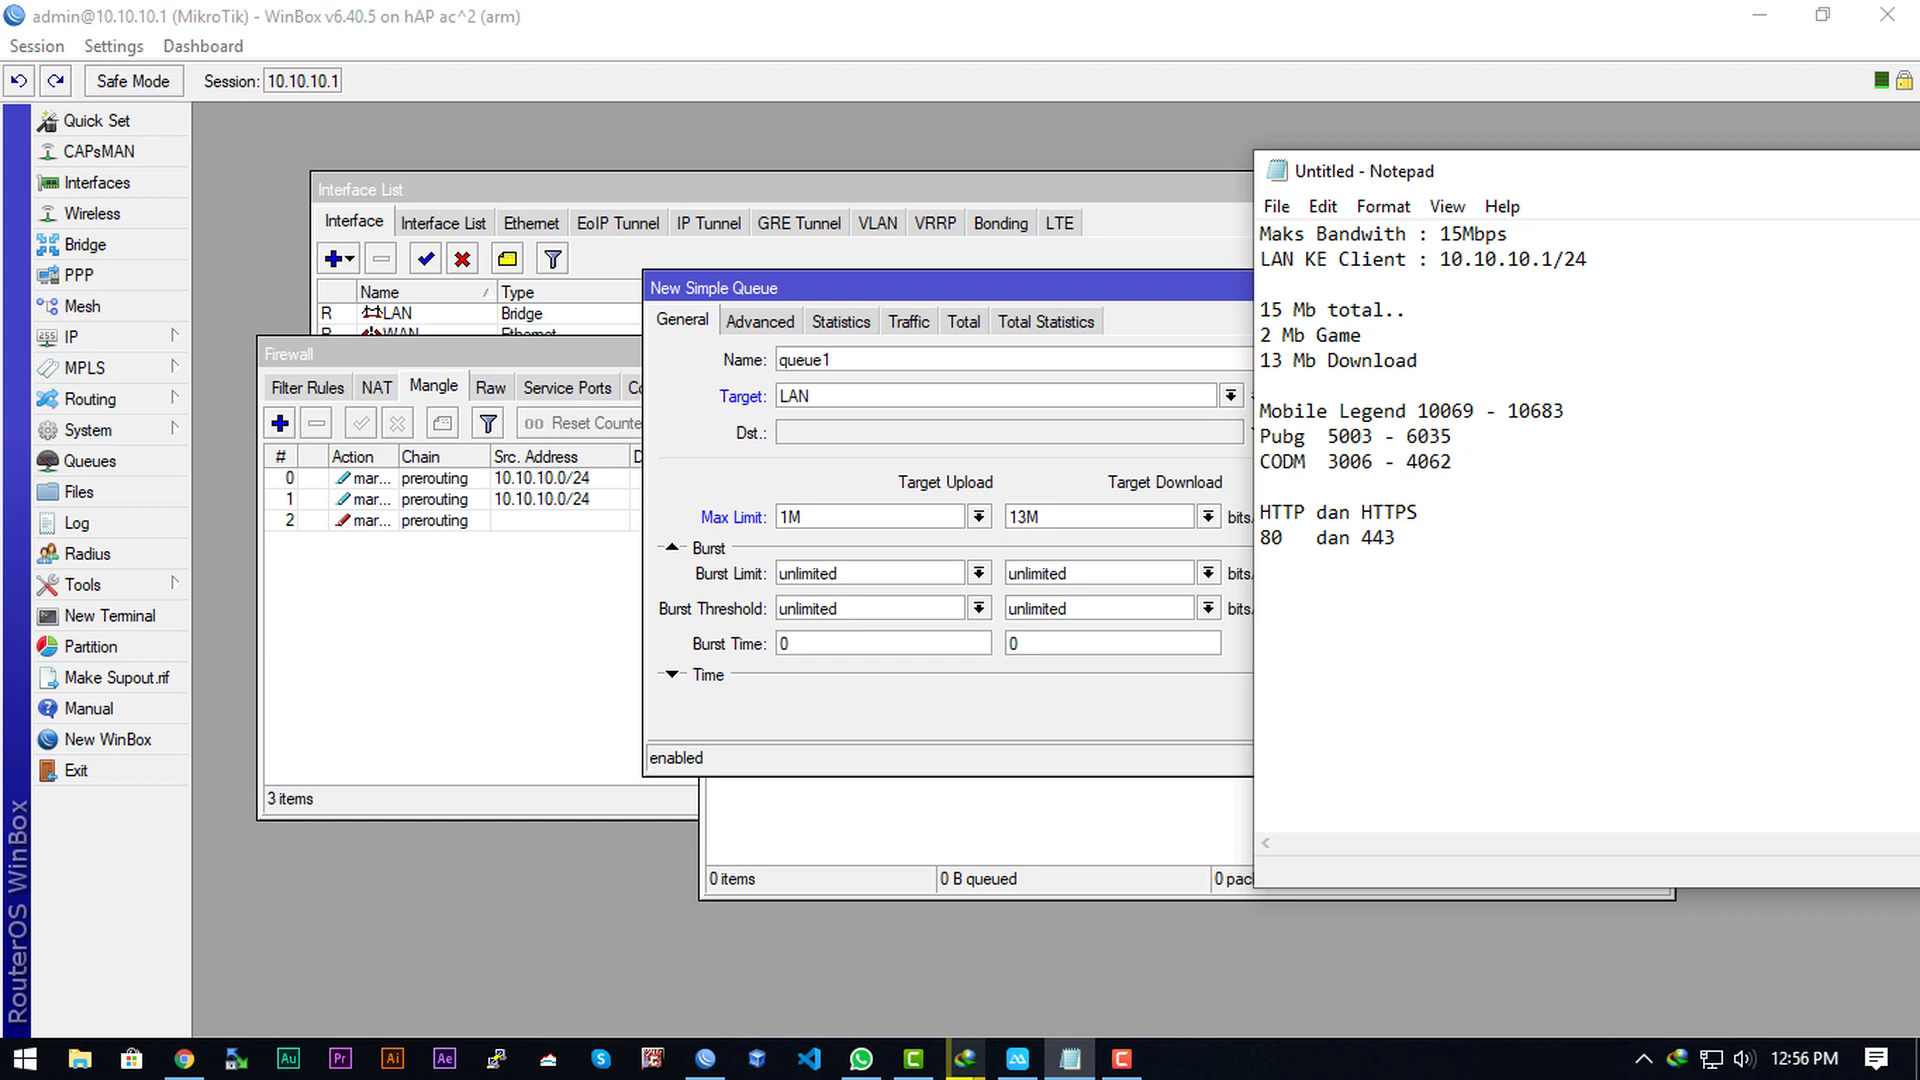 admin@10.10.10.1 (MikroTik) - WinBox v6.40.5 on hAP ac^2 (arm)
Session Settings Dashboard
Safe Mode Session: 10.10.10.1
Quick Set
CAPsMAN
Interfaces
Wireless
Bridge
PPP
Mesh
IP
MPLS
Routing
System
Queues
Files
Log
Radius
Tools
New Terminal
Partition
Make Supout.rif
Manual
New WinBox
Exit
RouterOS WinBox
Interface List
Interface Interface List Ethernet EoIP Tunnel IP Tunnel GRE Tunnel VLAN VRRP Bonding LTE
Name Type
R LAN Bridge
R WAN Ethernet
Firewall
Filter Rules NAT Mangle Raw Service Ports Co
00 Reset Counte
# Action Chain Src. Address D
0 mar... prerouting 10.10.10.0/24
1 mar... prerouting 10.10.10.0/24
2 mar... prerouting
3 items
New Simple Queue
General Advanced Statistics Traffic Total Total Statistics
Name: queue1
Target: LAN
Dst.:
Target Upload Target Download
Max Limit: 1M 13M bits.
Burst
Burst Limit: unlimited unlimited bits.
Burst Threshold: unlimited unlimited bits.
Burst Time: 0 0
Time
enabled
0 items 0 B queued 0 pac
Untitled - Notepad
File Edit Format View Help
Maks Bandwith : 15Mbps
LAN KE Client : 10.10.10.1/24
15 Mb total..
2 Mb Game
13 Mb Download
Mobile Legend 10069 - 10683
Pubg 5003 - 6035
CODM 3006 - 4062
HTTP dan HTTPS
80 dan 443
Au Pr Ai Ae
12:56 PM